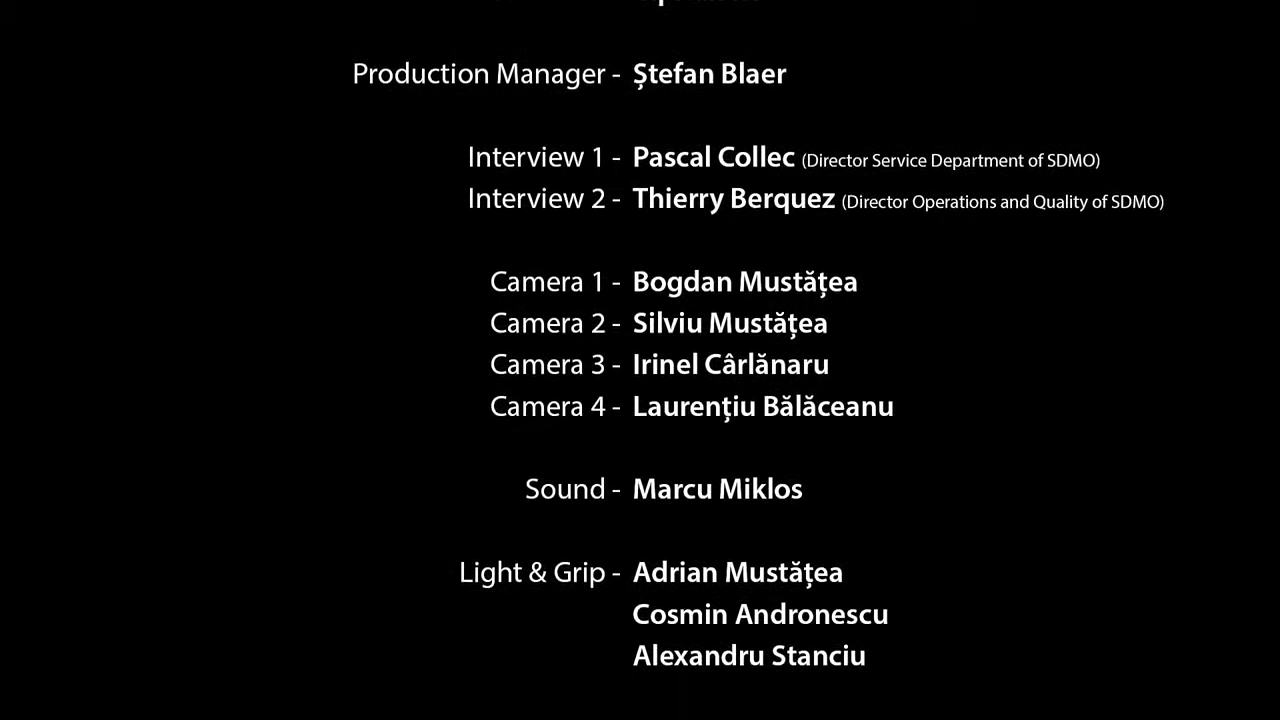 Production Manager - Ștefan Blaer
Interview 1 - Pascal Collec (Director Service Department of SDMO)
Interview 2 - Thierry Berquez (Director Operations and Quality of SDMO)
Camera 1 - Bogdan Mustățea
Camera 2 - Silviu Mustățea
Camera 3 - Irinel Cârlănaru
Camera 4 - Laurențiu Bălăceanu
Sound - Marcu Miklos
Light & Grip - Adrian Mustățea
Cosmin Andronescu
Alexandru Stanciu